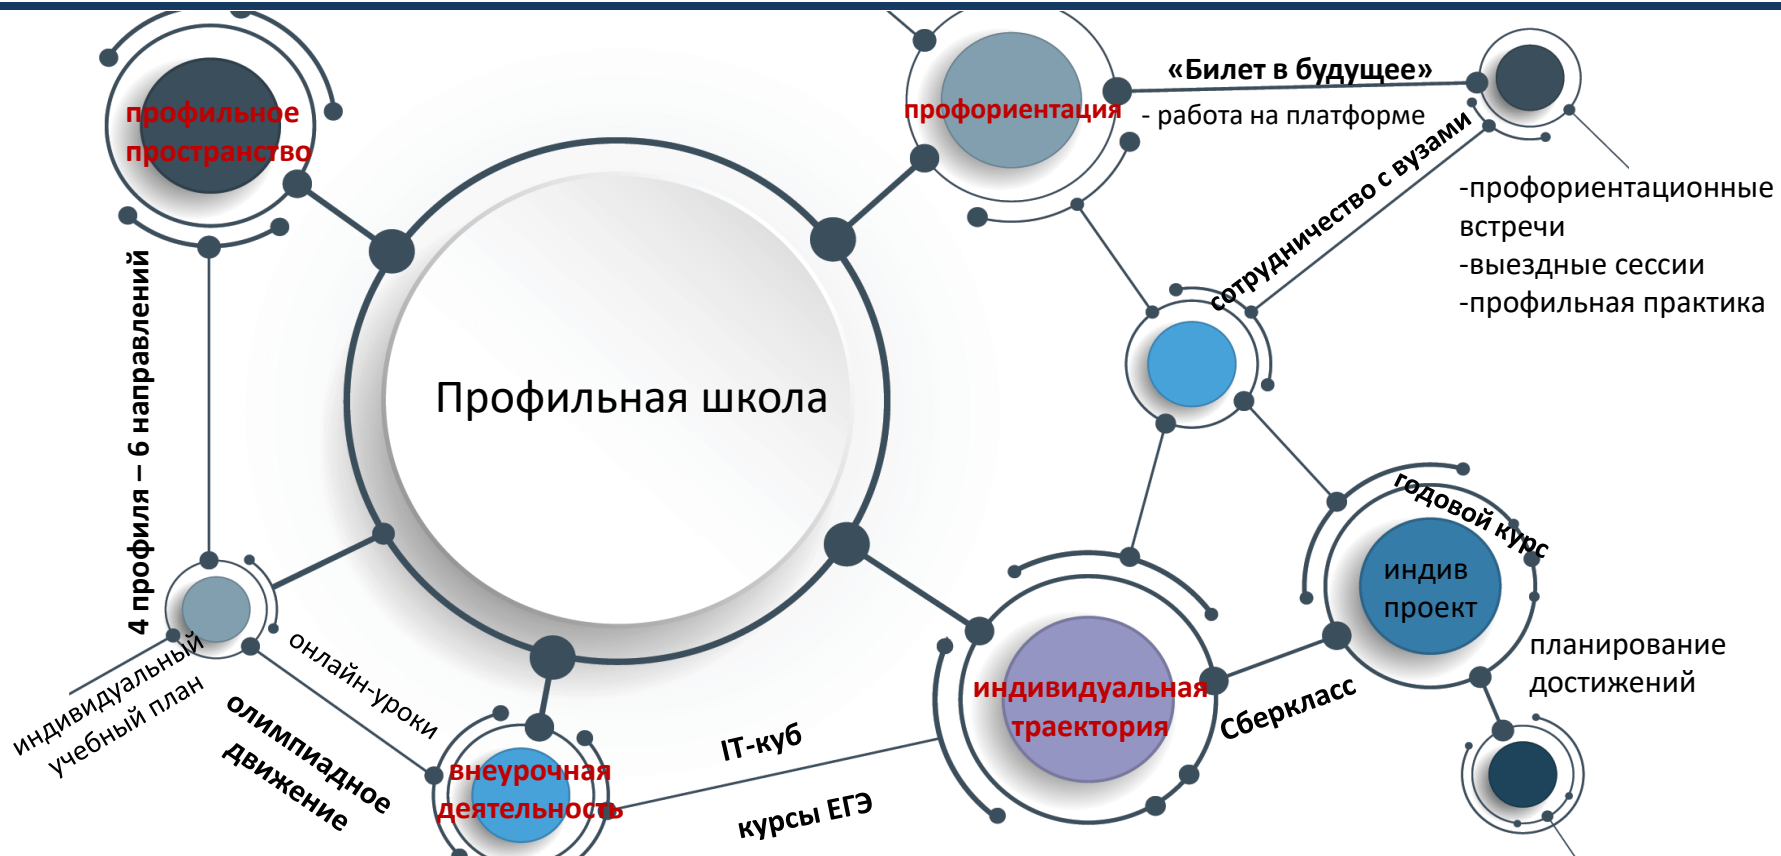 профильное
пространство
профориентация
«Билет в будущее»
- работа на платформе
сотрудничество с вузами
-профориентационные
встречи
-выездные сессии
-профильная практика
4 профиля – 6 направлений
Профильная школа
годовой курс
индив
проект
планирование
достижений
индивидуальный
учебный план
онлайн-уроки
олимпиадное
движение
внеурочная
деятельность
IT-куб
курсы ЕГЭ
индивидуальная
траектория
Сберкласс